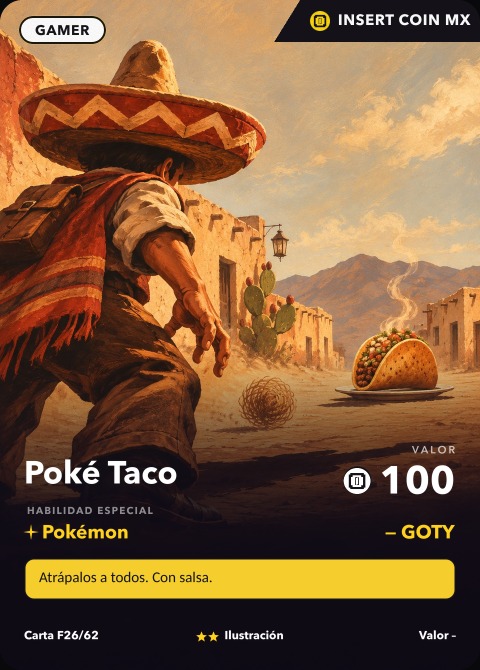 GAMER
INSERT COIN MX
VALOR
Poké Taco
100
HABILIDAD ESPECIAL
Pokémon
– GOTY
Atrápalos a todos. Con salsa.
Carta F26/62
★★ Ilustración
Valor –